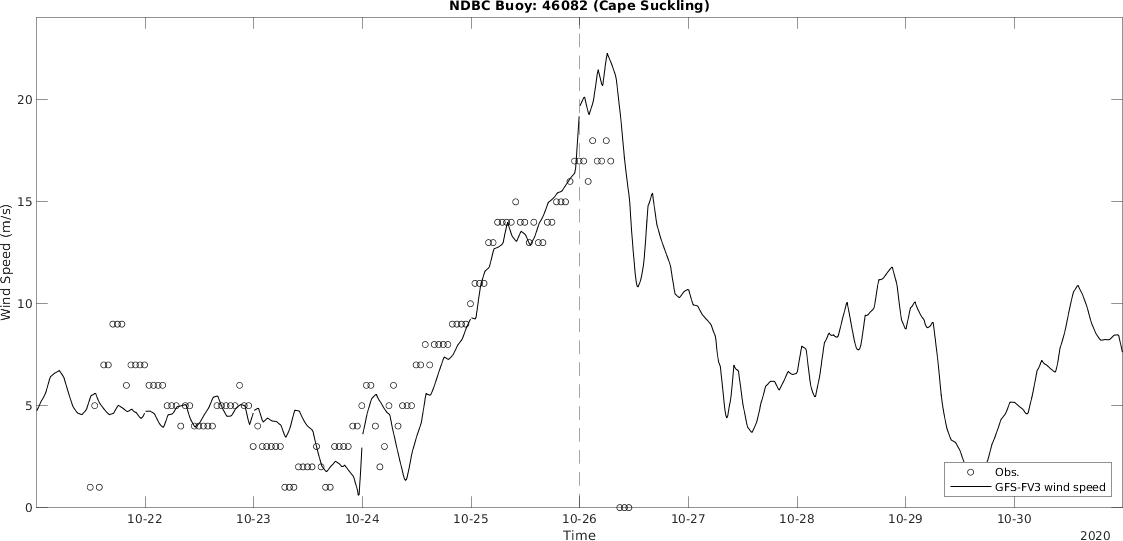 NDBC Buoy: 46082 (Cape Suckling)
Wind Speed (m/s)
20
15
10
5
0
Obs.
GFS-FV3 wind speed
10-22 10-23 10-24 10-25 10-26 10-27 10-28 10-29 10-30
Time
2020